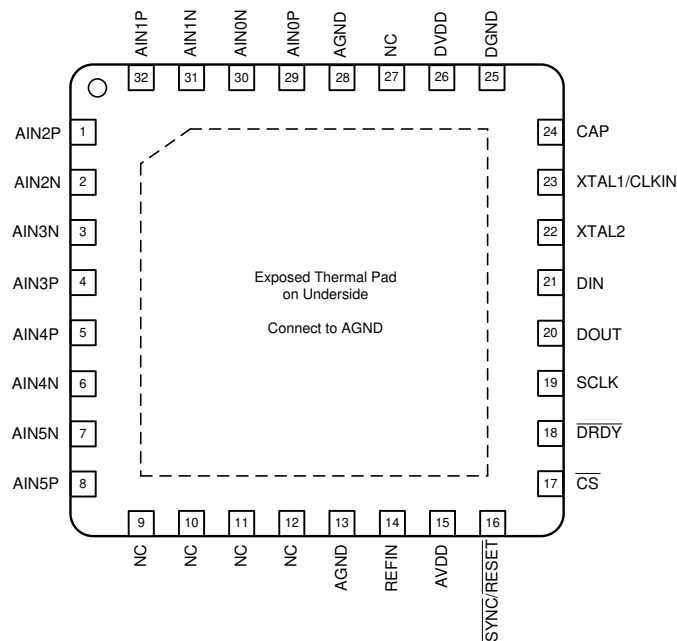 AIN1P
AIN1N
AIN0N
AIN0P
AGND
NC
DVDD
DGND
32
31
30
29
28
27
26
25
AIN2P
1
24
CAP
AIN2N
2
23
XTAL1/CLKIN
AIN3N
3
22
XTAL2
AIN3P
4
21
DIN
Exposed Thermal Pad
on Underside
Connect to AGND
AIN4P
5
20
DOUT
AIN4N
6
19
SCLK
AIN5N
7
18
DRDY
AIN5P
8
17
CS
9
10
11
12
13
14
15
16
NC
NC
NC
NC
AGND
REFIN
AVDD
SYNC/RESET